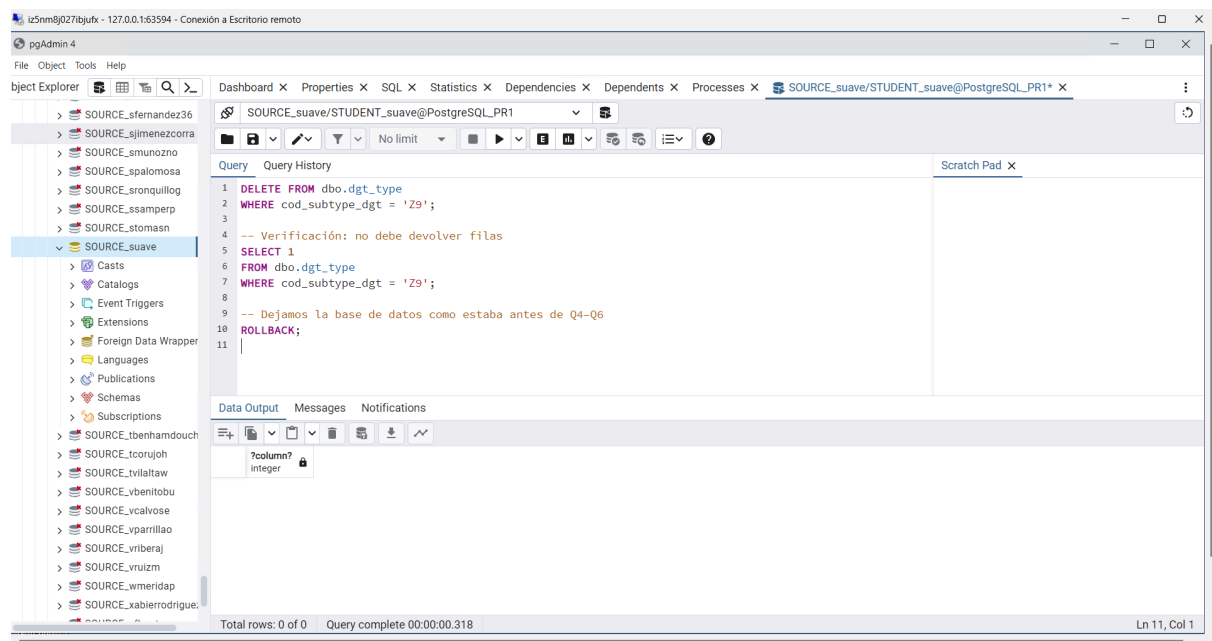 iz5nm8j027ibjufx - 127.0.0.1:63594 - Conexión a Escritorio remoto
pgAdmin 4
File Object Tools Help
bject Explorer
Dashboard Properties SQL Statistics Dependencies Dependents Processes SOURCE_suave/STUDENT_suave@PostgreSQL_PR1*
SOURCE_sfernandez36
SOURCE_sjimenezcorra
SOURCE_smunozno
SOURCE_spalomosa
SOURCE_sronquillog
SOURCE_ssamperp
SOURCE_stomasn
SOURCE_suave
Casts
Catalogs
Event Triggers
Extensions
Foreign Data Wrapper
Languages
Publications
Schemas
Subscriptions
SOURCE_tbenhamdouch
SOURCE_tcorujoh
SOURCE_tvilaltaw
SOURCE_vbenitobu
SOURCE_vcalvose
SOURCE_vparrillao
SOURCE_vriberaj
SOURCE_vruizm
SOURCE_wmeridap
SOURCE_xabierrodrigue
SOURCE_suave/STUDENT_suave@PostgreSQL_PR1
No limit
Query Query History
Scratch Pad
1 DELETE FROM dbo.dgt_type
2 WHERE cod_subtype_dgt = 'Z9';
3
4 -- Verificación: no debe devolver filas
5 SELECT 1
6 FROM dbo.dgt_type
7 WHERE cod_subtype_dgt = 'Z9';
8
9 -- Dejamos la base de datos como estaba antes de Q4-Q6
10 ROLLBACK;
11
Data Output Messages Notifications
?column?
integer
Total rows: 0 of 0 Query complete 00:00:00.318
Ln 11, Col 1